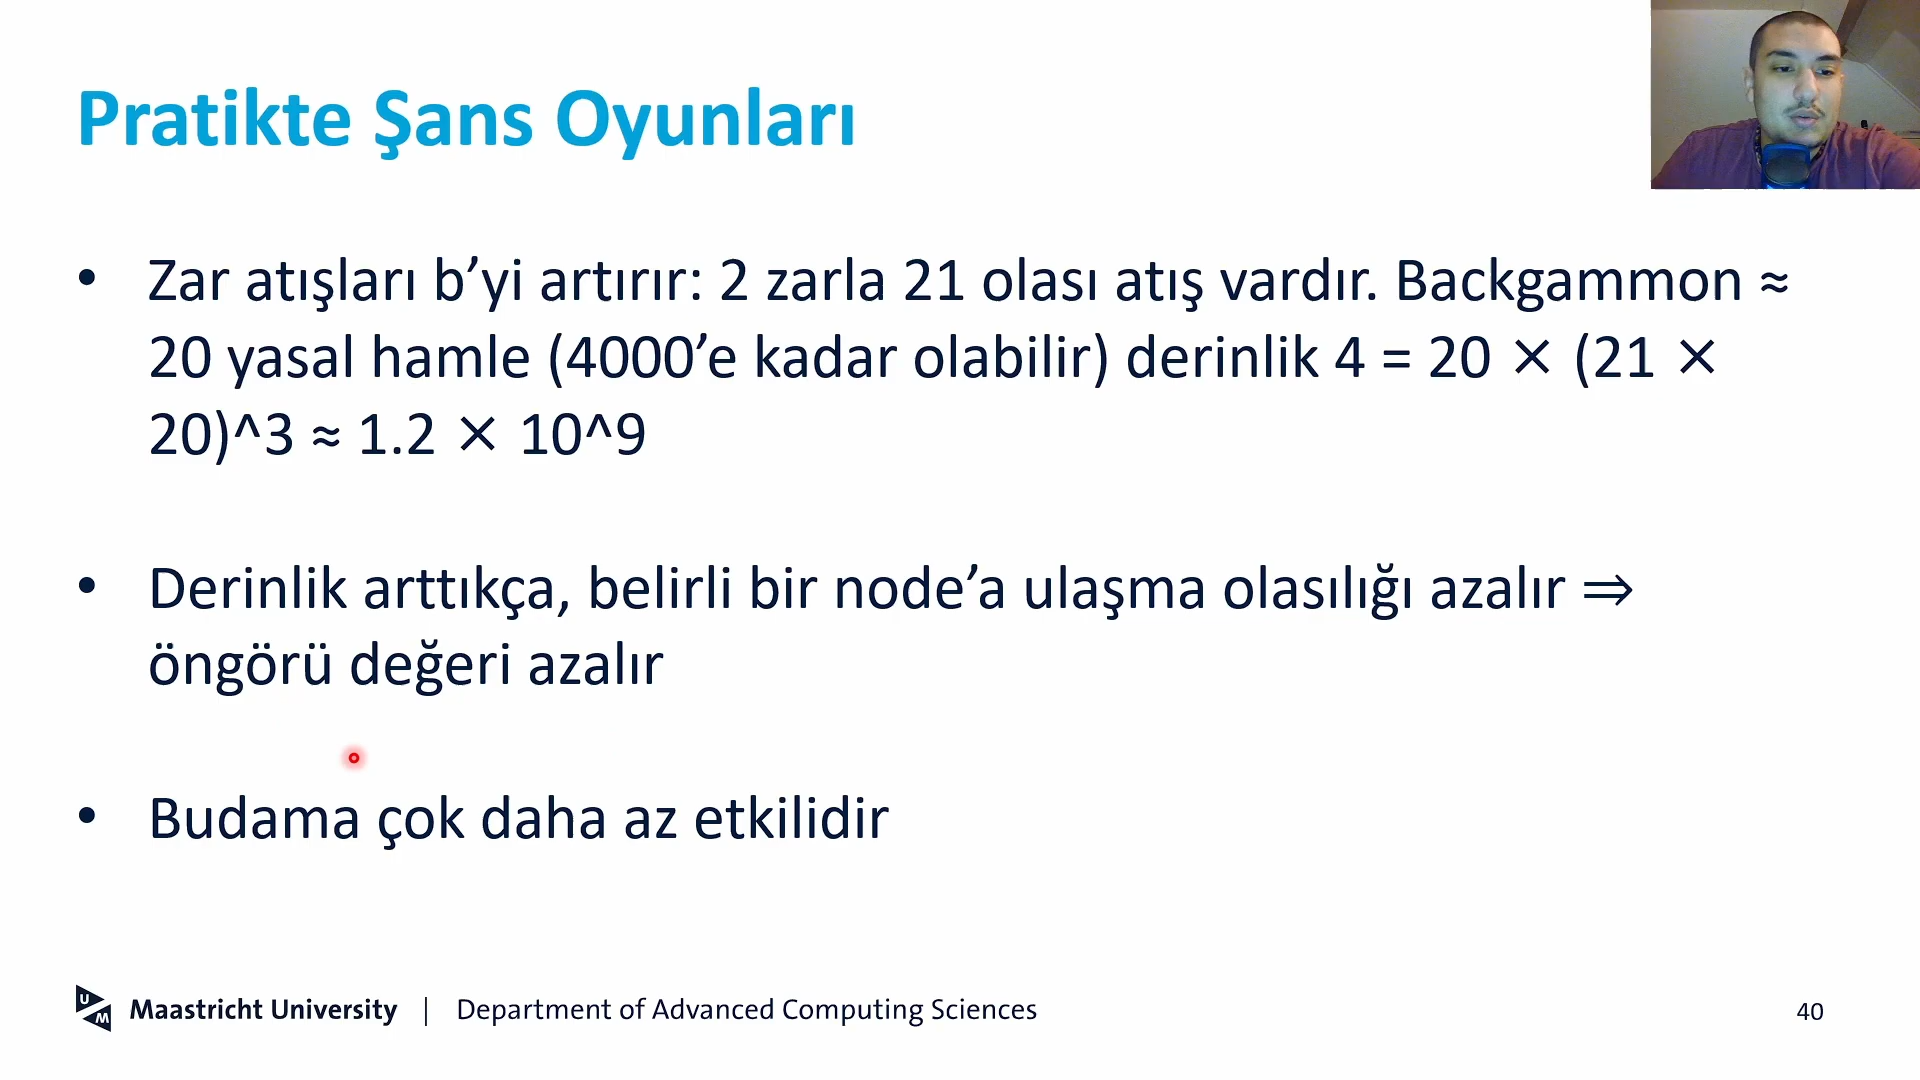 Pratikte Şans Oyunları
• Zar atışları b’yi artırır: 2 zarla 21 olası atış vardır. Backgammon ≈
20 yasal hamle (4000’e kadar olabilir) derinlik 4 = 20 × (21 ×
20)^3 ≈ 1.2 × 10^9
• Derinlik arttıkça, belirli bir node’a ulaşma olasılığı azalır ⇒
öngörü değeri azalır
• Budama çok daha az etkilidir
UM Maastricht University | Department of Advanced Computing Sciences
40